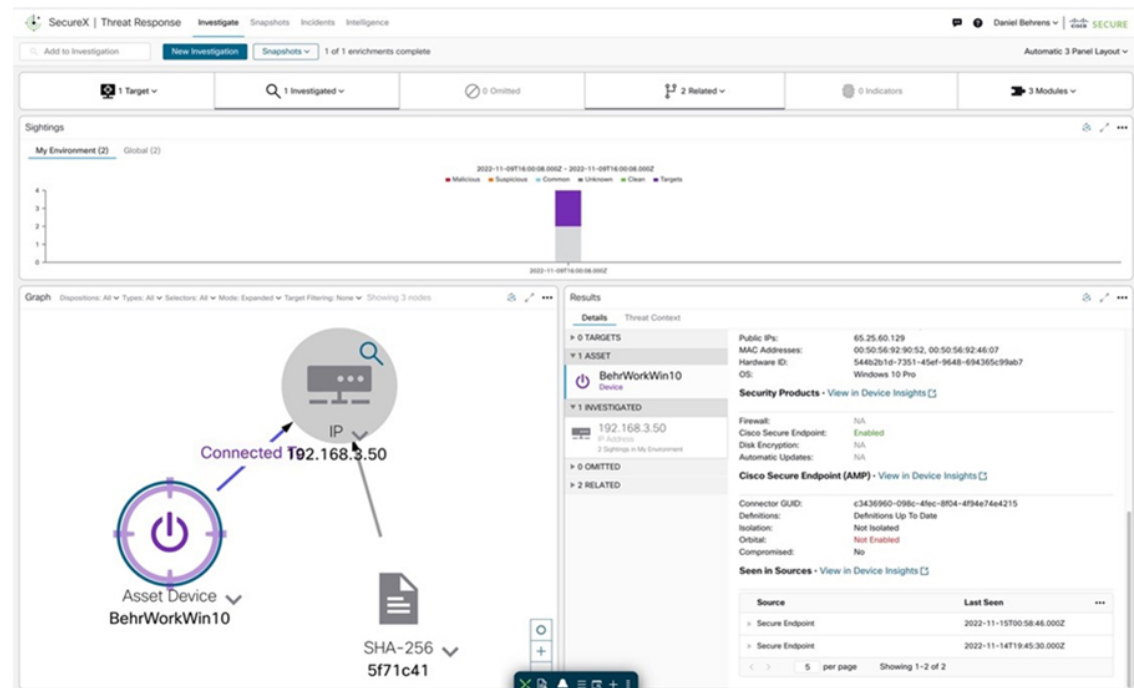 SecureX | Threat Response Investigate Snapshots Incidents Intelligence Daniel Behrens CISCO SECURE
Add to Investigation New Investigation Snapshots 1 of 1 enrichments complete Automatic 3 Panel Layout
1 Target 1 Investigated 0 Omitted 2 Related 0 Indicators 3 Modules
Sightings
My Environment (2) Global (2)
2022-11-09T16:00:08.000Z - 2022-11-09T16:00:08.000Z
Malicious Suspicious Common Unknown Clean Targets
4
3
2
1
0
2022-11-09T16:00:08.000Z
Graph Dispositions: All Types: All Selectors: All Mode: Expanded Target Filtering: None Showing 3 nodes
IP
192.168.3.50
Connected T
Asset Device
BehrWorkWin10
SHA-256
5f71c41
Results
Details Threat Context
0 TARGETS
1 ASSET
BehrWorkWin10
Device
1 INVESTIGATED
192.168.3.50
IP Address
2 Sightings in My Environment
0 OMITTED
2 RELATED
Public IPs: 65.25.60.129
MAC Addresses: 00:50:56:92:90:52, 00:50:56:92:46:07
Hardware ID: 544b2b1d-7351-45ef-9648-694365c99ab7
OS: Windows 10 Pro
Security Products - View in Device Insights
Firewall: NA
Cisco Secure Endpoint: Enabled
Disk Encryption: NA
Automatic Updates: NA
Cisco Secure Endpoint (AMP) - View in Device Insights
Connector GUID: c3436960-098c-4fec-8f04-4f94e74e4215
Definitions: Definitions Up To Date
Isolation: Not Isolated
Orbital: Not Enabled
Compromised: No
Seen in Sources - View in Device Insights
Source Last Seen
Secure Endpoint 2022-11-15T00:58:46.000Z
Secure Endpoint 2022-11-14T19:45:30.000Z
5 per page Showing 1-2 of 2